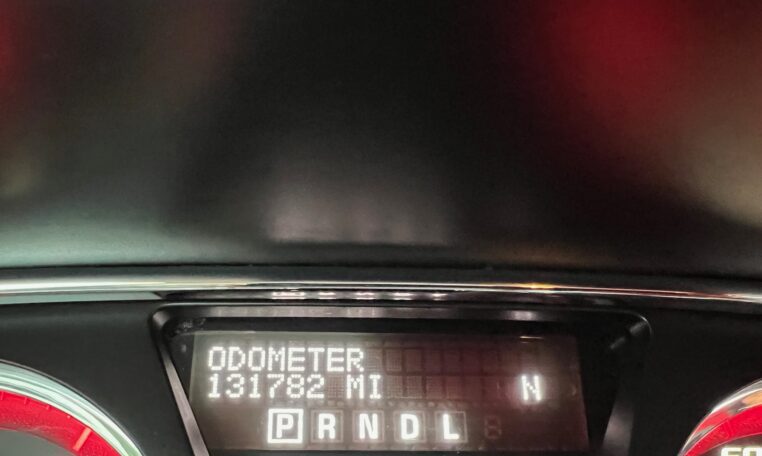 ODOMETER
131782 MI N
P R N D L